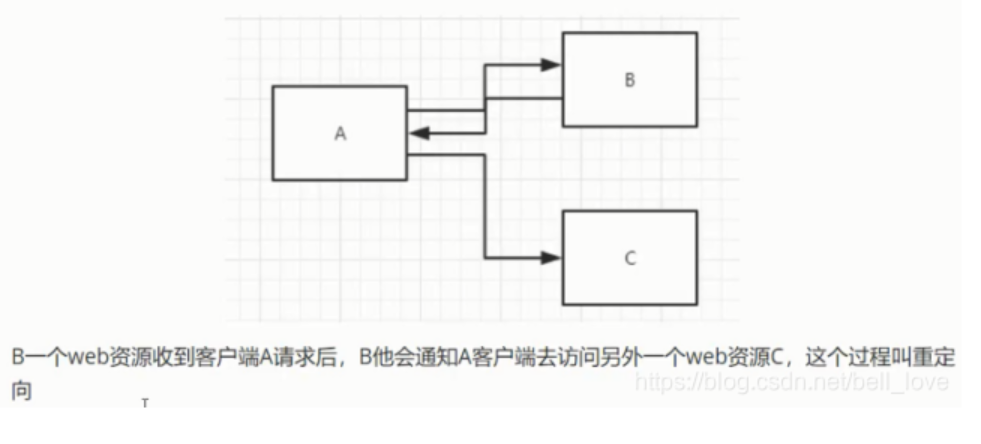 B
A
C
B一个web资源收到客户端A请求后，B他会通知A客户端去访问另外一个web资源C，这个过程叫重定
向
https://blog.csdn.net/bell_love